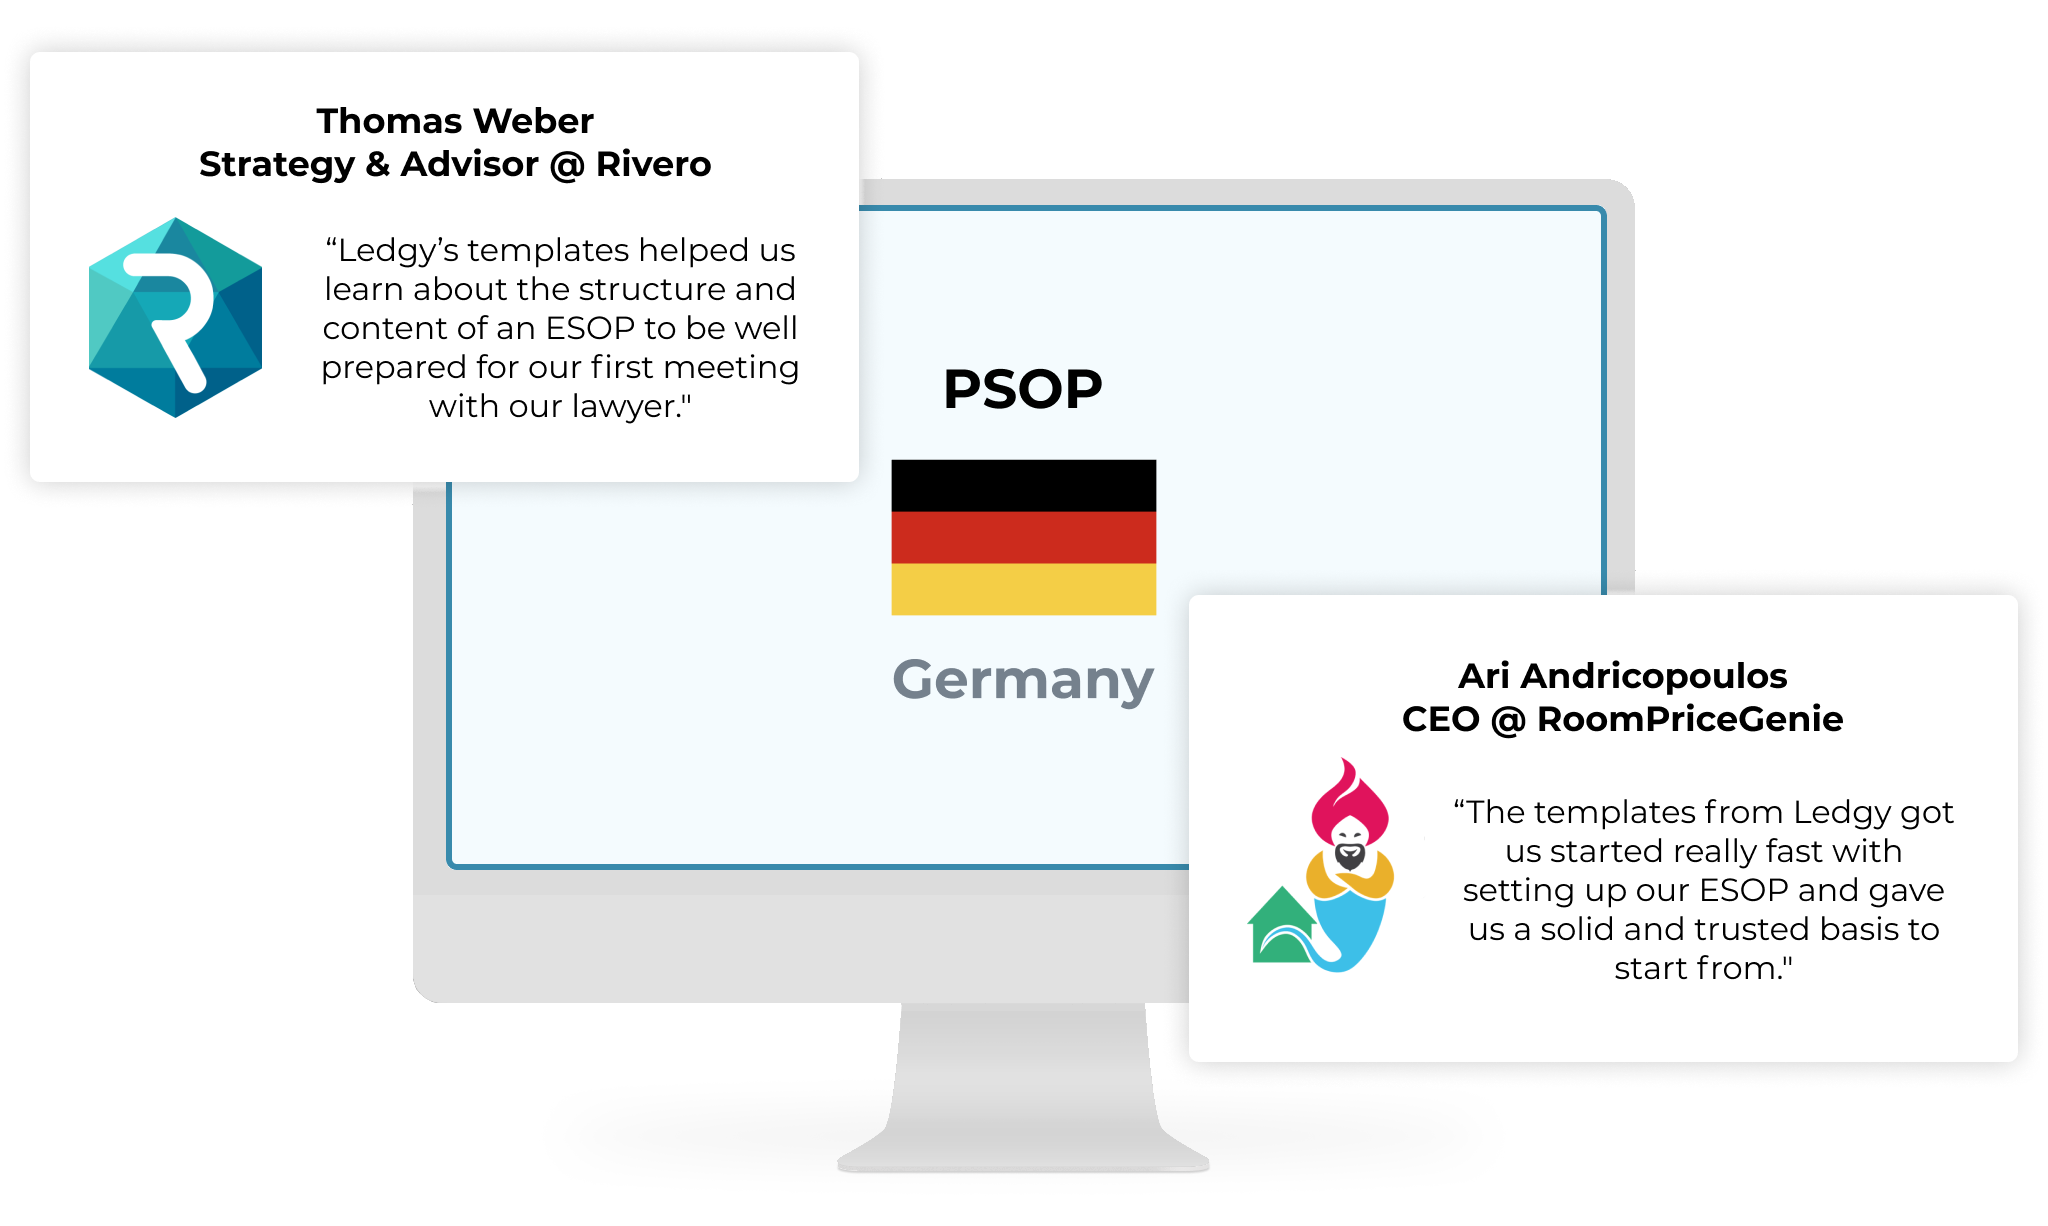 Thomas Weber
Strategy & Advisor @ Rivero
“Ledgy’s templates helped us
learn about the structure and
content of an ESOP to be well
prepared for our first meeting
with our lawyer."
PSOP
Germany
Ari Andricopoulos
CEO @ RoomPriceGenie
“The templates from Ledgy got
us started really fast with
setting up our ESOP and gave
us a solid and trusted basis to
start from."